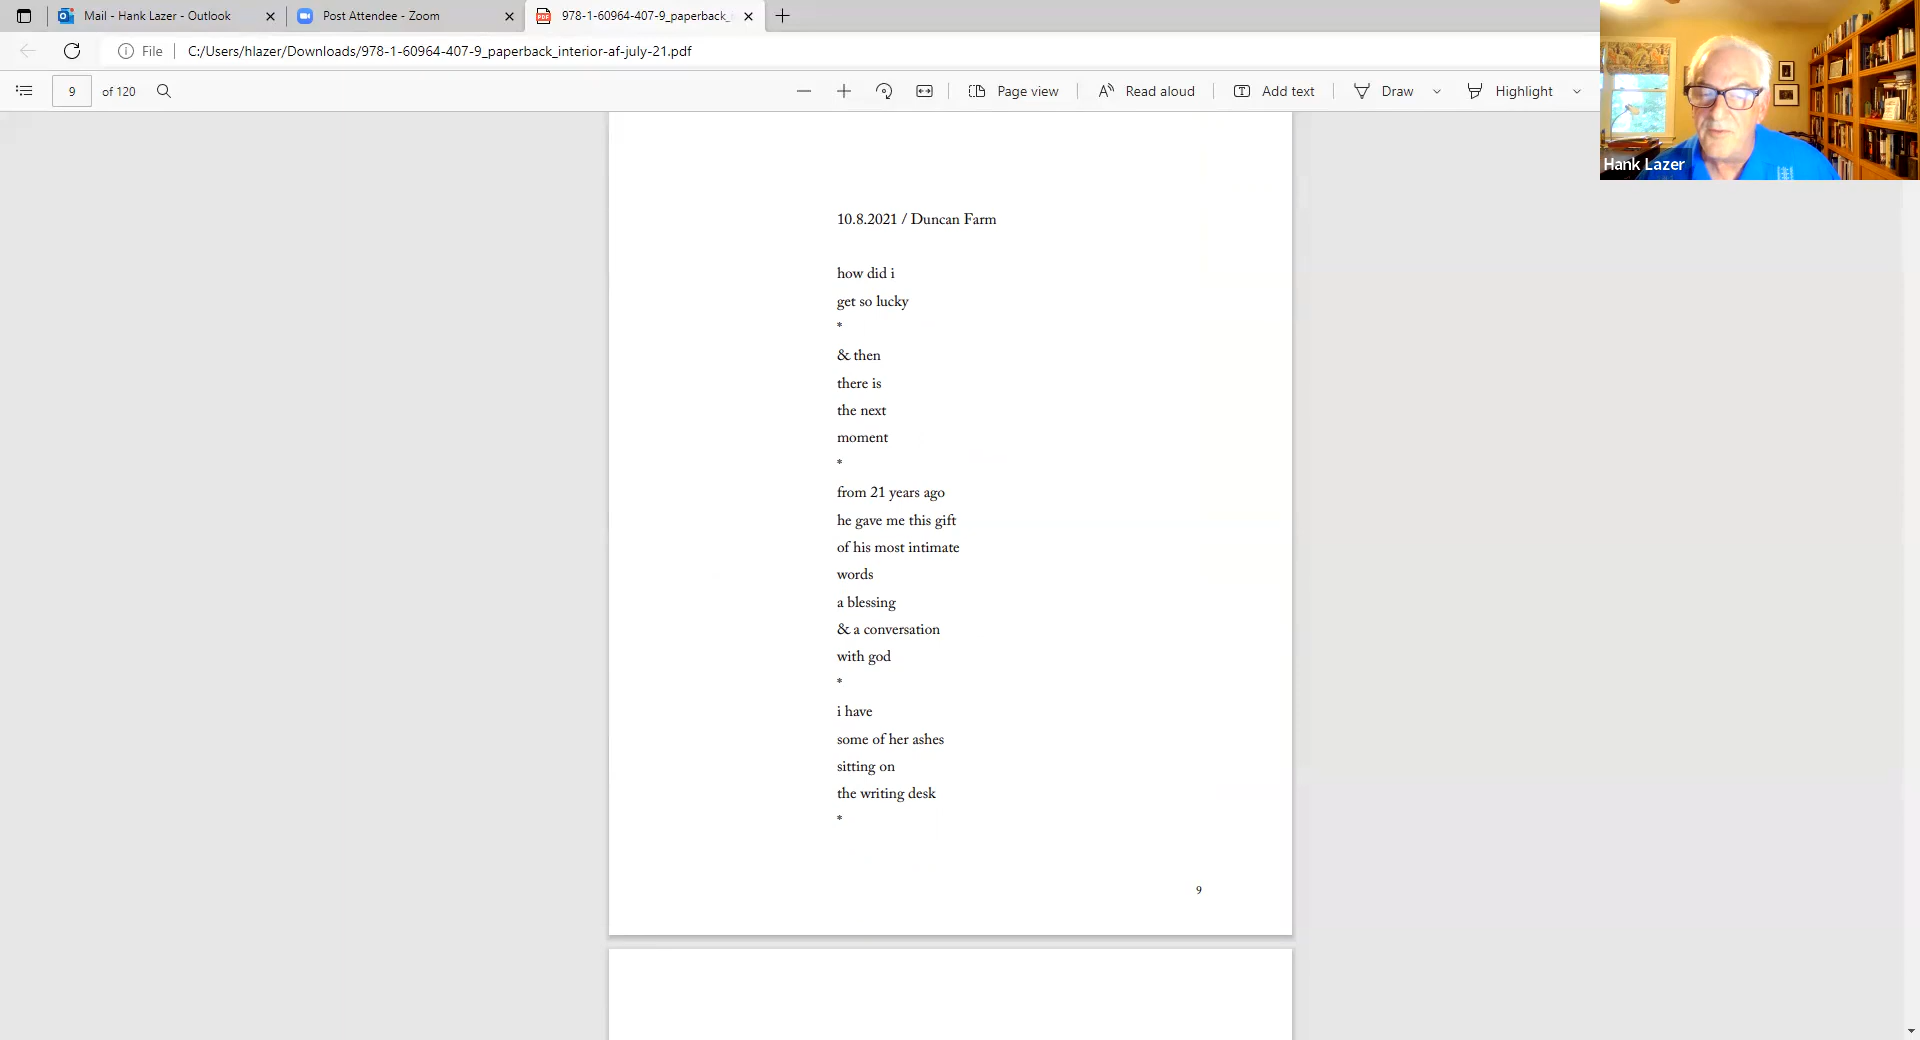 Mail - Hank Lazer - Outlook
Post Attendee - Zoom
978-1-60964-407-9_paperback_
File
C:/Users/hlazer/Downloads/978-1-60964-407-9_paperback_interior-af-july-21.pdf
9 of 120
Page view
Read aloud
Add text
Draw
Highlight
Hank Lazer
10.8.2021 / Duncan Farm
how did i
get so lucky
*
& then
there is
the next
moment
*
from 21 years ago
he gave me this gift
of his most intimate
words
a blessing
& a conversation
with god
*
i have
some of her ashes
sitting on
the writing desk
*
9